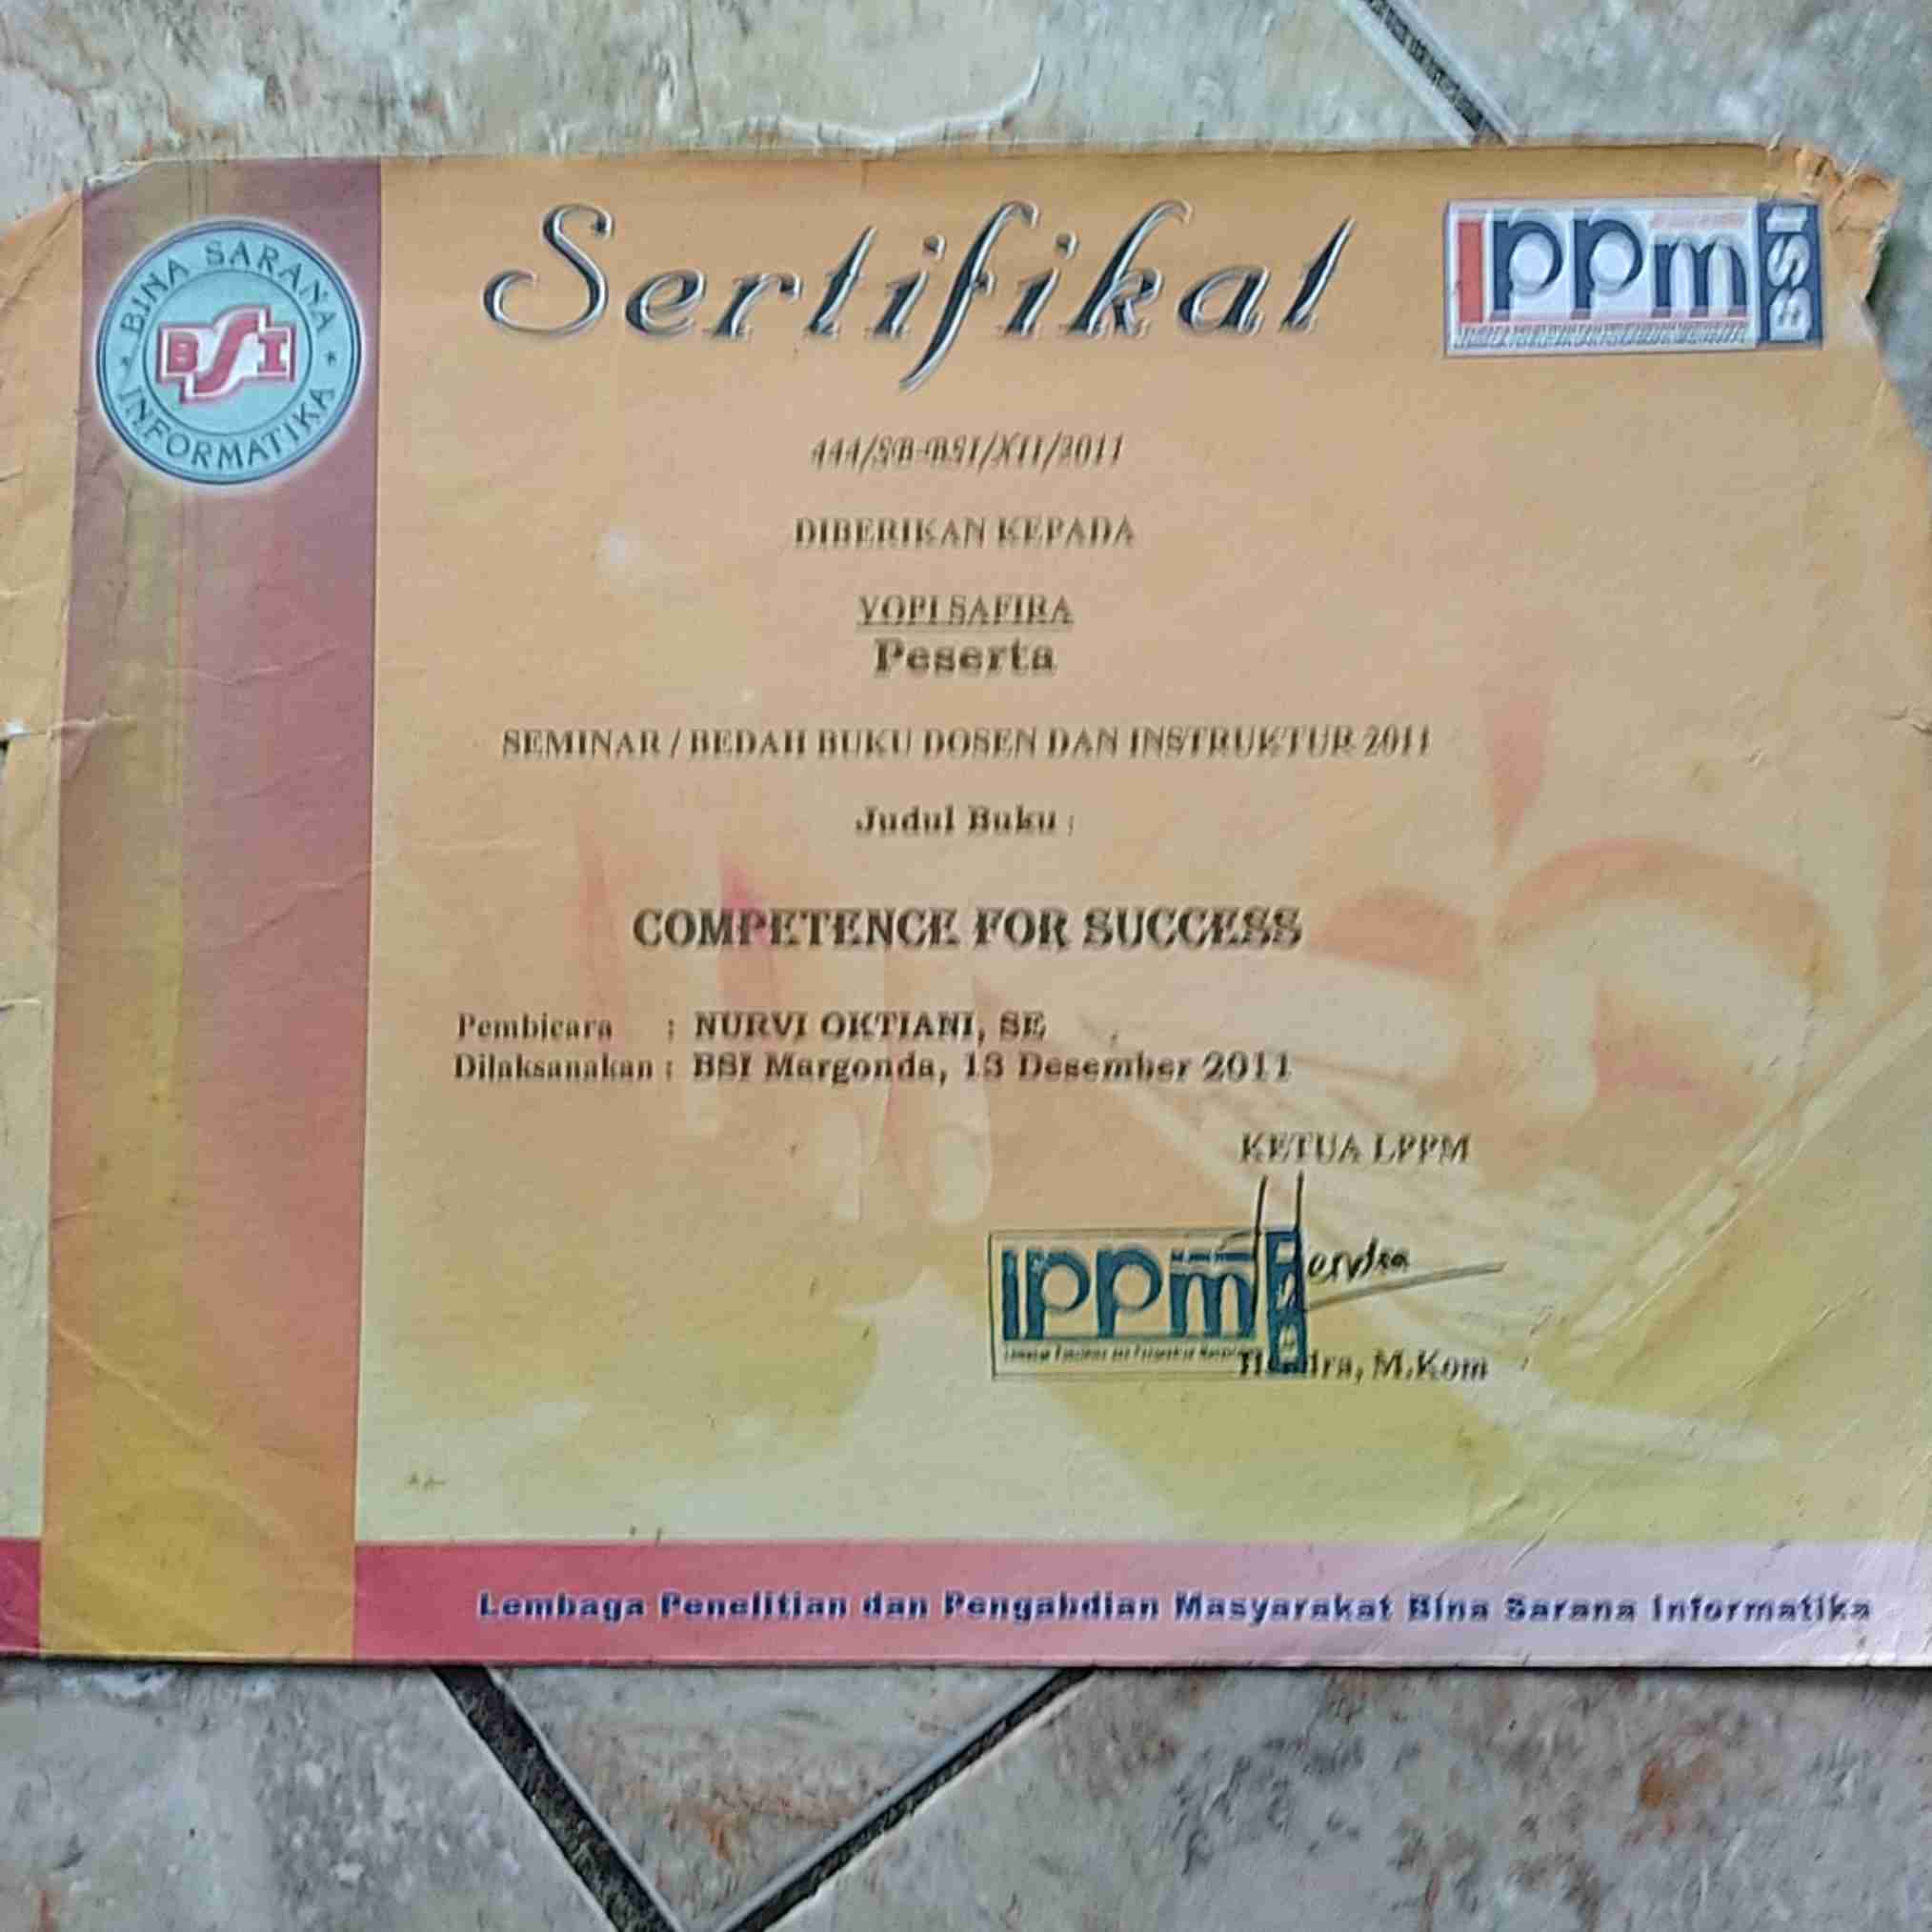 Sertifikat
BINA SARANA
BSI
INFORMATIKA
lppm BSI
444/SB-BSI/XII/2011
DIBERIKAN KEPADA
YOPI SAFIRA
Peserta
SEMINAR / BEDAH BUKU DOSEN DAN INSTRUKTUR 2011
Judul Buku :
COMPETENCE FOR SUCCESS
Pembicara : NURVI OKTIANI, SE
Dilaksanakan : BSI Margonda, 13 Desember 2011
KETUA LPPM
lppm
Hendra
Hendra, M.Kom
Lembaga Penelitian dan Pengabdian Masyarakat Bina Sarana Informatika